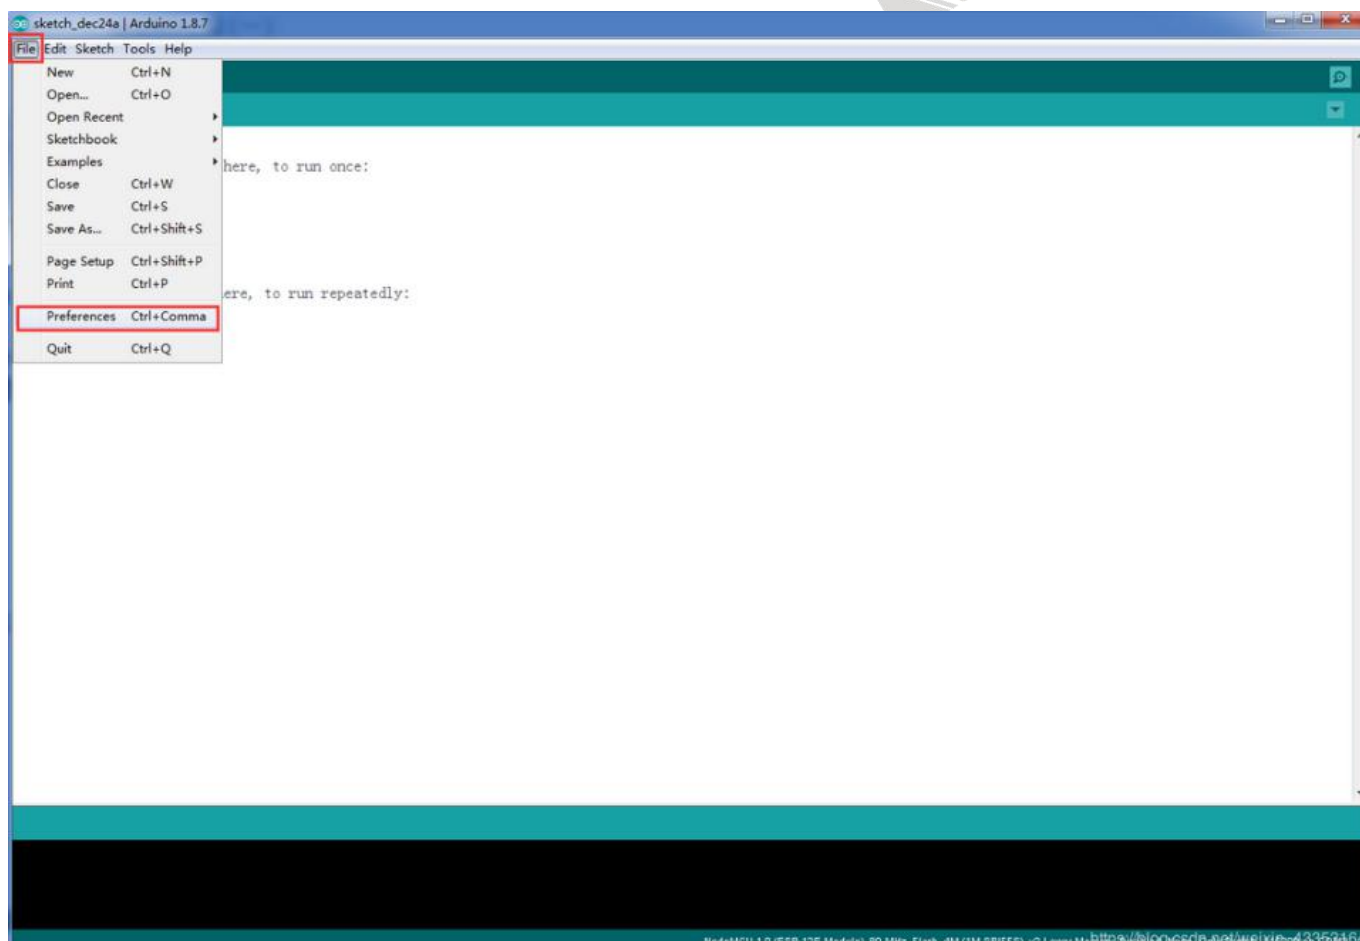 sketch_dec24a | Arduino 1.8.7
File Edit Sketch Tools Help
New Ctrl+N
Open... Ctrl+O
Open Recent
Sketchbook
Examples
Close Ctrl+W
Save Ctrl+S
Save As... Ctrl+Shift+S
Page Setup Ctrl+Shift+P
Print Ctrl+P
Preferences Ctrl+Comma
Quit Ctrl+Q
here, to run once:
ere, to run repeatedly: